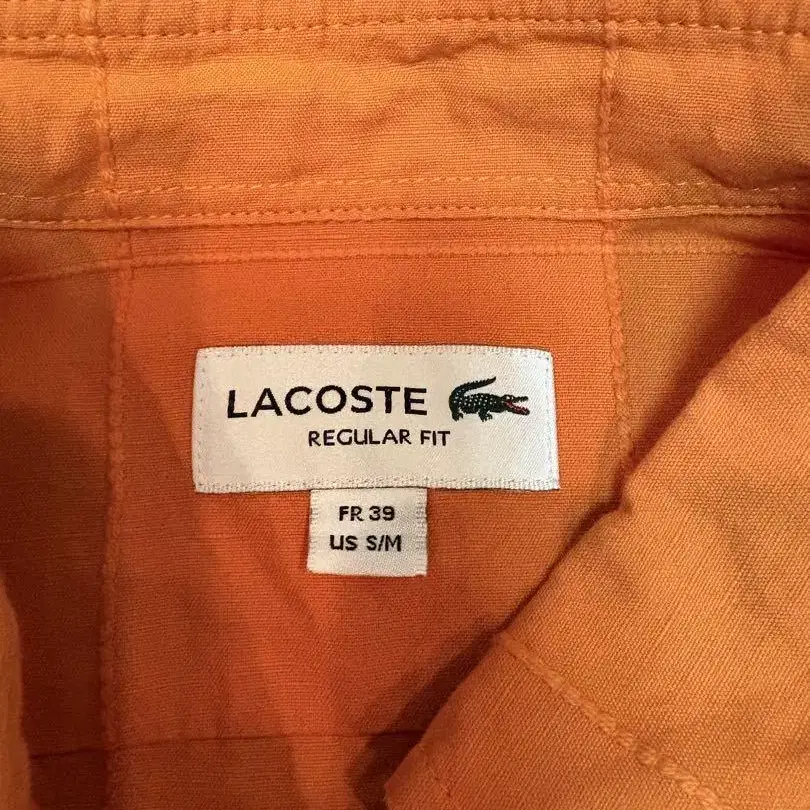 LACOSTE
REGULAR FIT
FR 39
US S/M